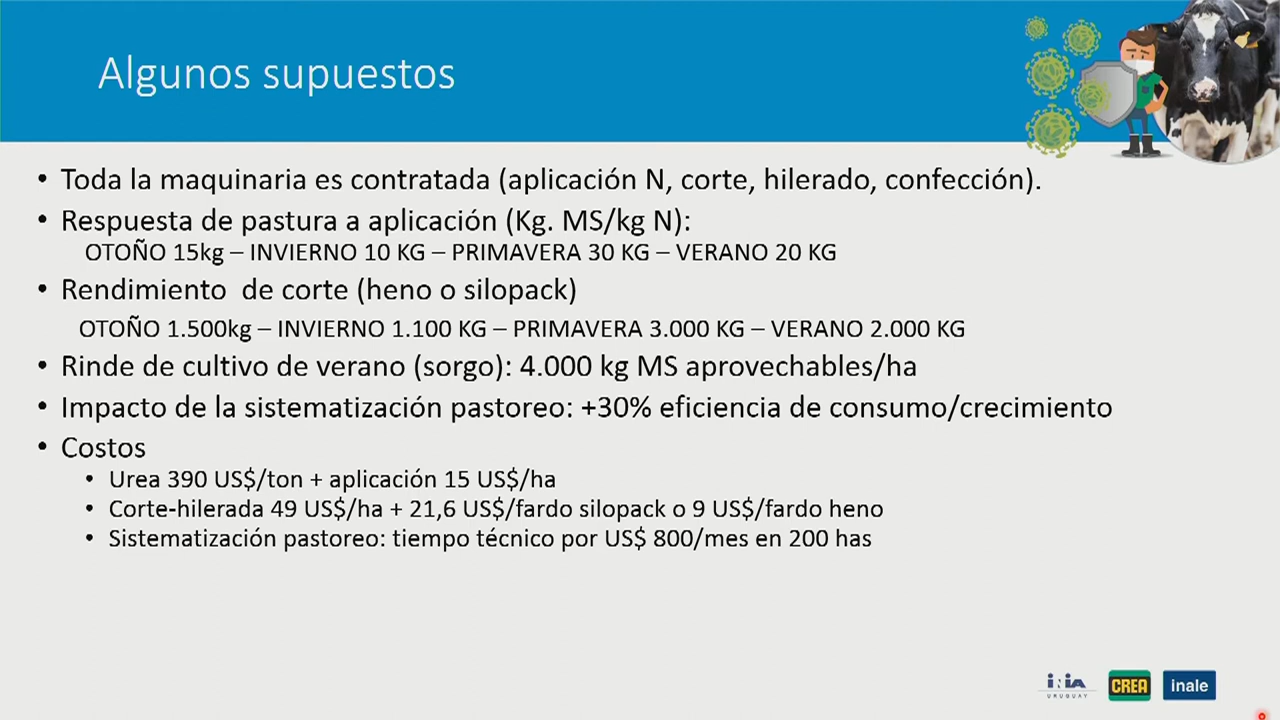 Algunos supuestos
• Toda la maquinaria es contratada (aplicación N, corte, hilerado, confección).
• Respuesta de pastura a aplicación (Kg. MS/kg N):
OTOÑO 15kg – INVIERNO 10 KG – PRIMAVERA 30 KG – VERANO 20 KG
• Rendimiento de corte (heno o silopack)
OTOÑO 1.500kg – INVIERNO 1.100 KG – PRIMAVERA 3.000 KG – VERANO 2.000 KG
• Rinde de cultivo de verano (sorgo): 4.000 kg MS aprovechables/ha
• Impacto de la sistematización pastoreo: +30% eficiencia de consumo/crecimiento
• Costos
• Urea 390 US$/ton + aplicación 15 US$/ha
• Corte-hilerada 49 US$/ha + 21,6 US$/fardo silopack o 9 US$/fardo heno
• Sistematización pastoreo: tiempo técnico por US$ 800/mes en 200 has
inia
URUGUAY
CREA
inale